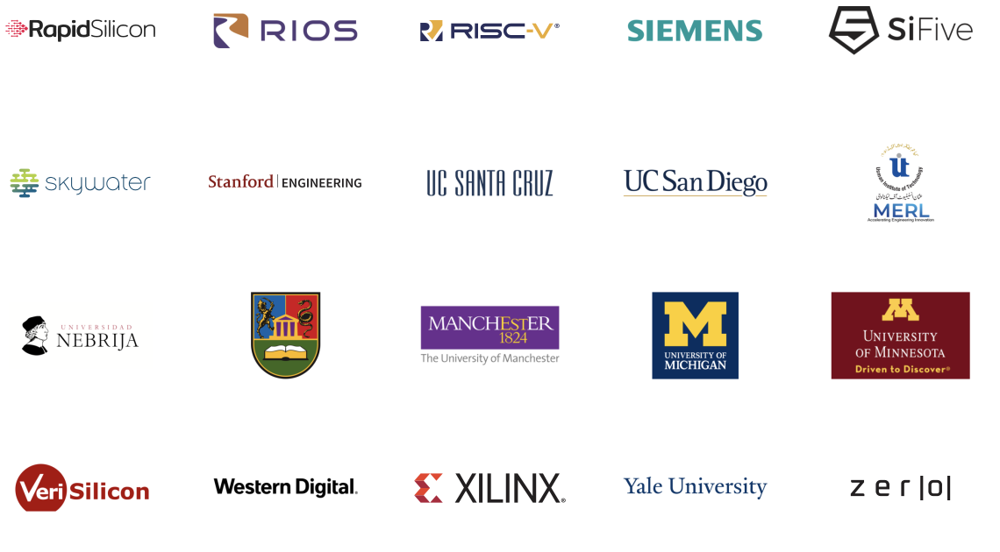 RapidSilicon
RIOS
RISC-V®
SIEMENS
SiFive
skywater
Stanford | ENGINEERING
UC SANTA CRUZ
UC San Diego
ut
Usman Institute of Technology
MERL
Accelerating Engineering Innovation
UNIVERSIDAD
NEBRIJA
MANCHESTER
1824
The University of Manchester
M
UNIVERSITY OF
MICHIGAN
M
UNIVERSITY
OF MINNESOTA
Driven to Discover®
VeriSilicon
Western Digital.
XILINX®
Yale University
zer|o|